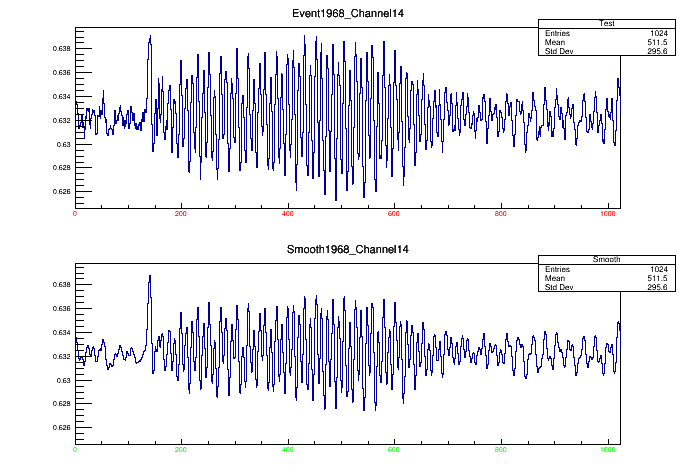 Event1968_Channel14
Test
Entries 1024
Mean 511.5
Std Dev 295.6
0.638
0.636
0.634
0.632
0.63
0.628
0.626
0 200 400 600 800 1000
Smooth1968_Channel14
Smooth
Entries 1024
Mean 511.5
Std Dev 295.6
0.638
0.636
0.634
0.632
0.63
0.628
0.626
0 200 400 600 800 1000